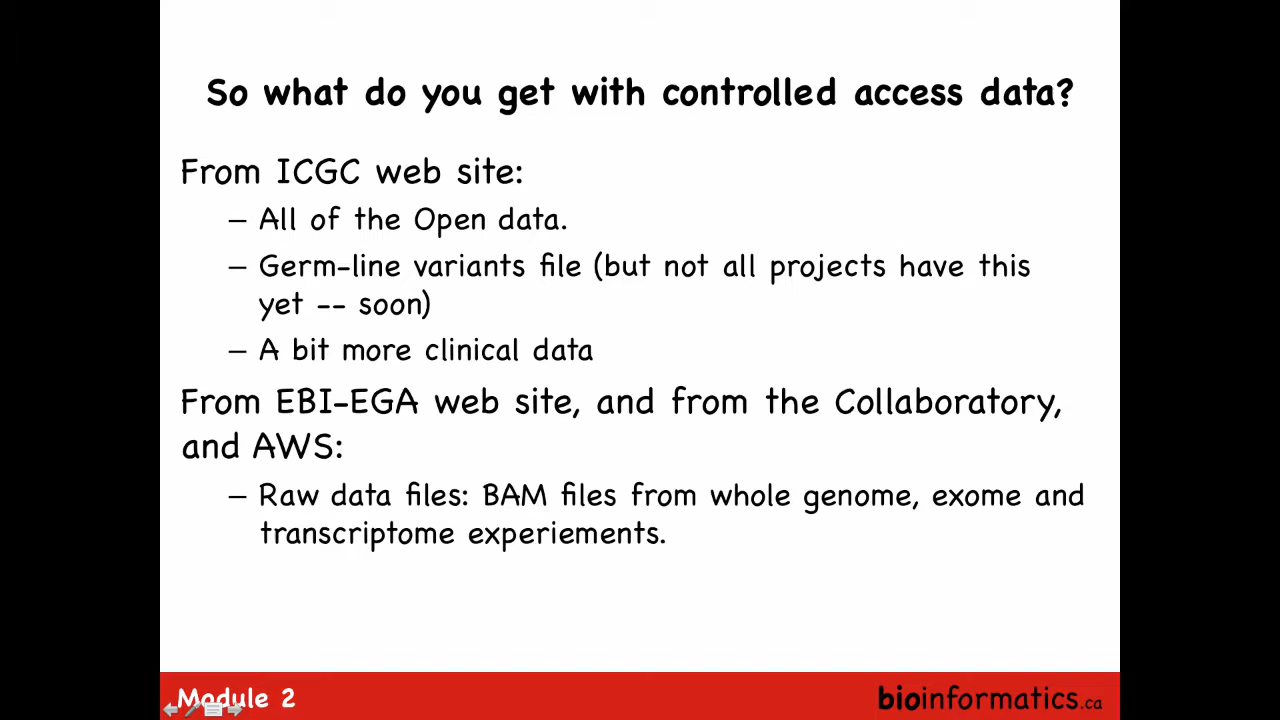 So what do you get with controlled access data?
From ICGC web site:
– All of the Open data.
– Germ-line variants file (but not all projects have this
yet -- soon)
– A bit more clinical data
From EBI-EGA web site, and from the Collaboratory,
and AWS:
– Raw data files: BAM files from whole genome, exome and
transcriptome experiements.
Module 2
bioinformatics.ca